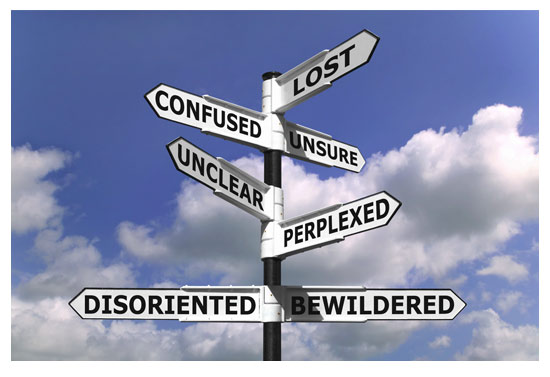 LOST
CONFUSED
UNSURE
UNCLEAR
PERPLEXED
DISORIENTED
BEWILDERED